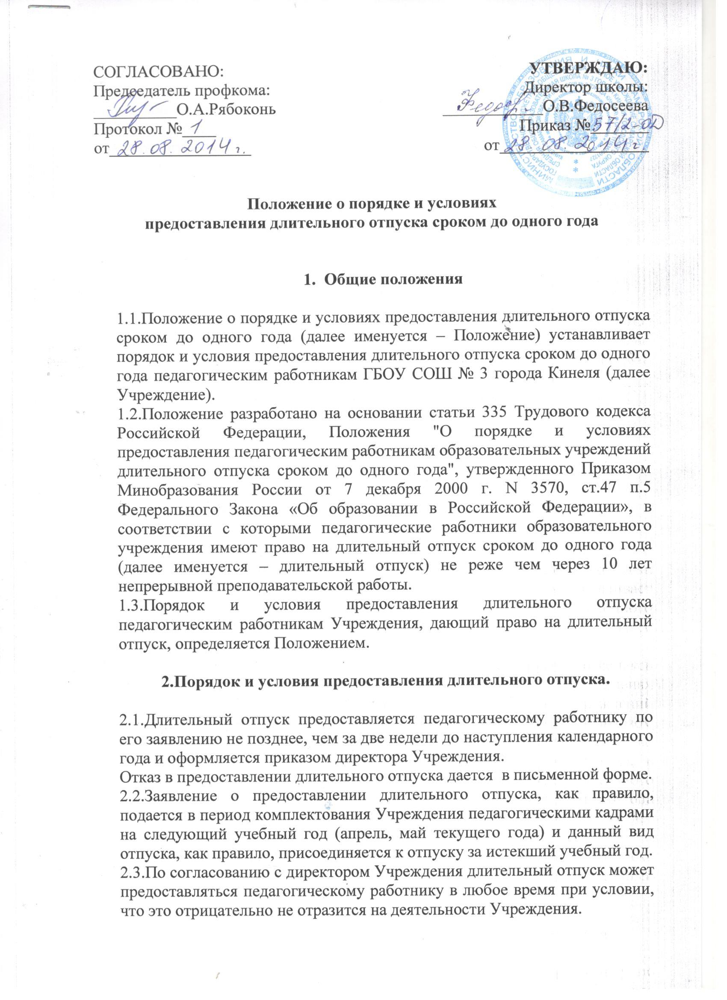 СОГЛАСОВАНО:
Председатель профкома:
О.А.Рябоконь
Протокол № 1
от 28.08.2014г.
УТВЕРЖДАЮ:
Директор школы:
О.В.Федосеева
Приказ № 57/2-ОД
от 28.08.2014г.
Положение о порядке и условиях
предоставления длительного отпуска сроком до одного года
1. Общие положения
1.1.Положение о порядке и условиях предоставления длительного отпуска
сроком до одного года (далее именуется – Положение) устанавливает
порядок и условия предоставления длительного отпуска сроком до одного
года педагогическим работникам ГБОУ СОШ № 3 города Кинеля (далее
Учреждение).
1.2.Положение разработано на основании статьи 335 Трудового кодекса
Российской Федерации, Положения "О порядке и условиях
предоставления педагогическим работникам образовательных учреждений
длительного отпуска сроком до одного года", утвержденного Приказом
Минобразования России от 7 декабря 2000 г. N 3570, ст.47 п.5
Федерального Закона «Об образовании в Российской Федерации», в
соответствии с которыми педагогические работники образовательного
учреждения имеют право на длительный отпуск сроком до одного года
(далее именуется – длительный отпуск) не реже чем через 10 лет
непрерывной преподавательской работы.
1.3.Порядок и условия предоставления длительного отпуска
педагогическим работникам Учреждения, дающий право на длительный
отпуск, определяется Положением.
2.Порядок и условия предоставления длительного отпуска.
2.1.Длительный отпуск предоставляется педагогическому работнику по
его заявлению не позднее, чем за две недели до наступления календарного
года и оформляется приказом директора Учреждения.
Отказ в предоставлении длительного отпуска дается в письменной форме.
2.2.Заявление о предоставлении длительного отпуска, как правило,
подается в период комплектования Учреждения педагогическими кадрами
на следующий учебный год (апрель, май текущего года) и данный вид
отпуска, как правило, присоединяется к отпуску за истекший учебный год.
2.3.По согласованию с директором Учреждения длительный отпуск может
предоставляться педагогическому работнику в любое время при условии,
что это отрицательно не отразится на деятельности Учреждения.